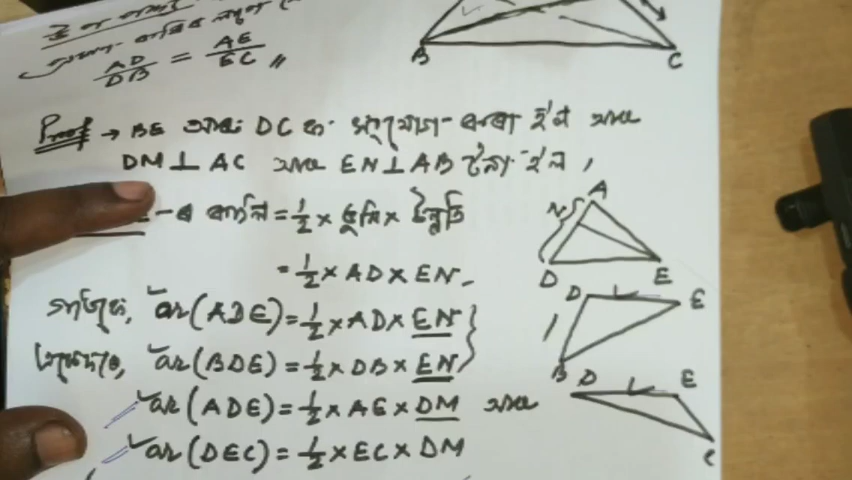 AD/DB = AE/EC "
B
C
Proof → BE আৰু DC ক সংযোগ কৰা হ'ল আৰু
DM ⊥ AC আৰু EN ⊥ AB টনা হ'ল,
-ৰ কালি = 1/2 × ভূমি × উন্নতি
= 1/2 × AD × EN
ar(ADE) = 1/2 × AD × EN
ar(BDE) = 1/2 × DB × EN
ar(ADE) = 1/2 × AE × DM আৰু
ar(DEC) = 1/2 × EC × DM
A
N
D
E
D
E
B
D
E
C